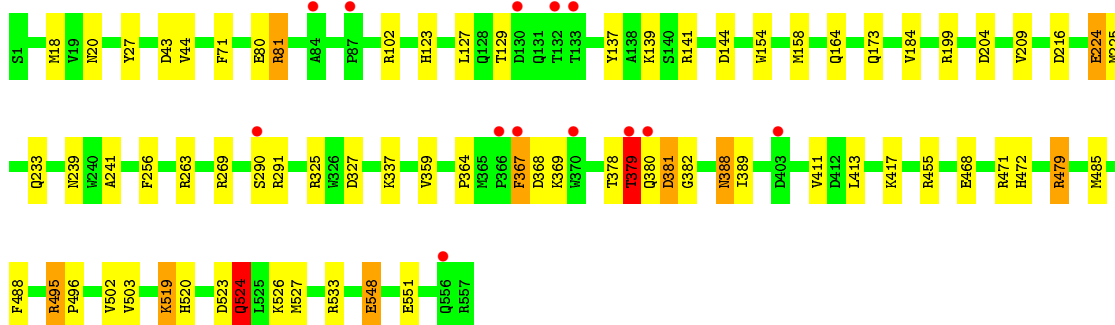 S1 M18 V19 N20 Y27 D43 V44 F71 E80 R81 A84 P87 R102 H123 L127 Q128 T129 D130 Q131 T132 T133 Y137 A138 K139 S140 R141 D144 W154 M158 Q164 Q173 V184 R199 D204 V209 D216 E224 M225
Q233 N239 W240 A241 F256 R263 R269 S290 R291 R325 W326 D327 K337 V359 P364 M365 P366 F367 D368 K369 W370 T378 T379 Q380 D381 G382 N388 I389 D403 V411 D412 L413 K417 R455 E468 R471 H472 R479 M485
F488 R495 P496 V502 V503 K519 H520 D523 Q524 L525 K526 M527 R533 E548 E551 Q556 R557